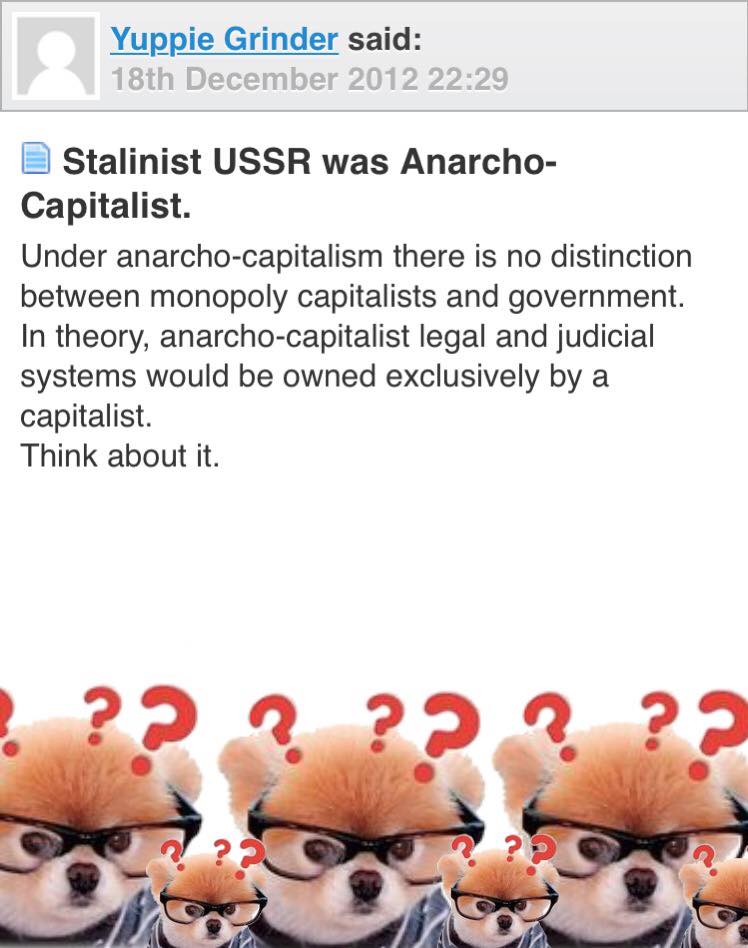 Yuppie Grinder said:
18th December 2012 22:29
Stalinist USSR was Anarcho-
Capitalist.
Under anarcho-capitalism there is no distinction
between monopoly capitalists and government.
In theory, anarcho-capitalist legal and judicial
systems would be owned exclusively by a
capitalist.
Think about it.
? ? ? ? ? ? ? ? ?
? ? ? ? ? ? ?